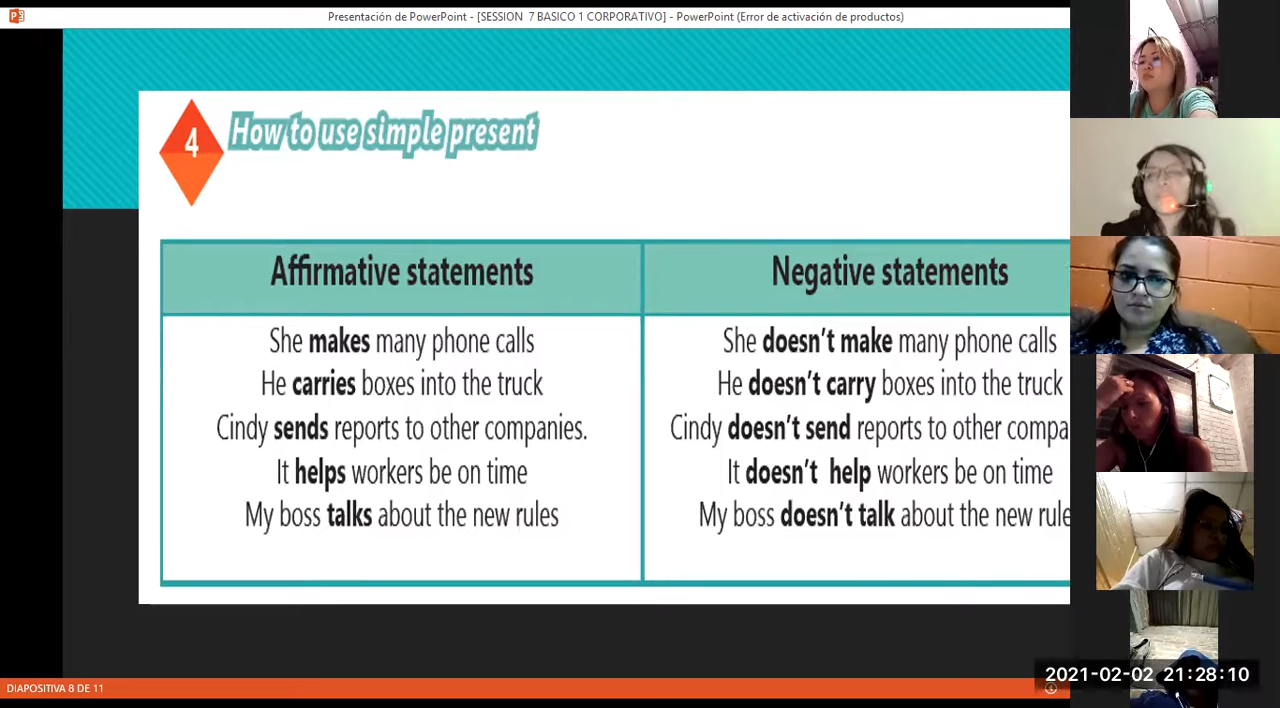 Presentación de PowerPoint - [SESSION 7 BASICO 1 CORPORATIVO] - PowerPoint (Error de activación de productos)
4
How to use simple present
Affirmative statements
She makes many phone calls
He carries boxes into the truck
Cindy sends reports to other companies.
It helps workers be on time
My boss talks about the new rules
Negative statements
She doesn't make many phone calls
He doesn't carry boxes into the truck
Cindy doesn't send reports to other compa
It doesn't help workers be on time
My boss doesn't talk about the new rule
2021-02-02 21:28:10
DIAPOSITIVA 8 DE 11